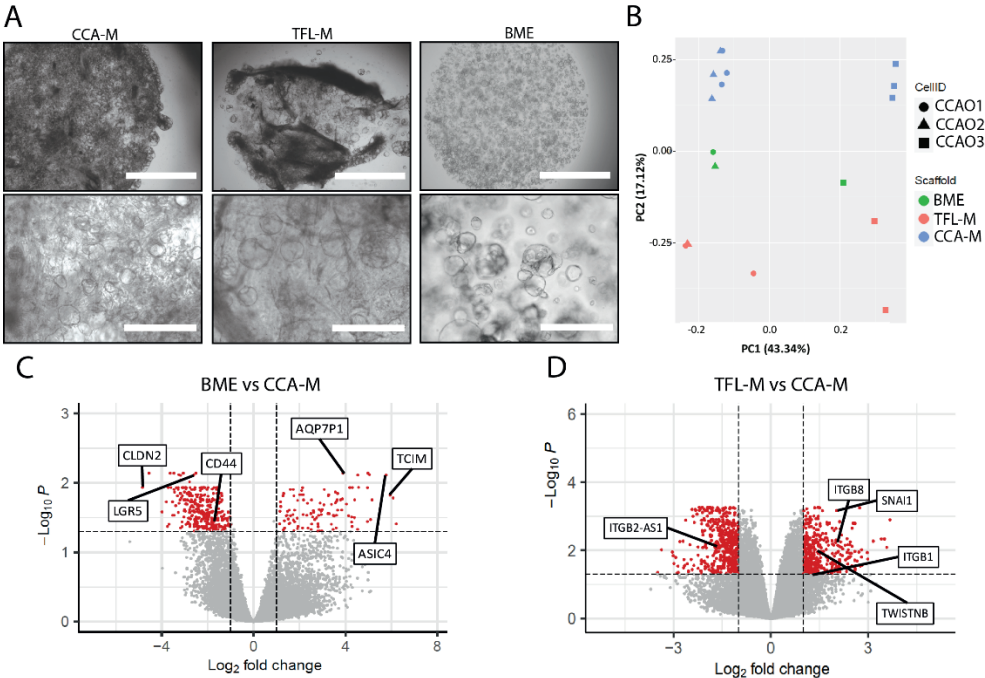 A
CCA-M
TFL-M
BME
B
0.25
0.00
-0.25
PC2 (17.12%)
-0.2
0.0
0.2
PC1 (43.34%)
CellID
CCAO1
CCAO2
CCAO3
Scaffold
BME
TFL-M
CCA-M
C
BME vs CCA-M
3
2
1
0
−Log10 P
CLDN2
LGR5
CD44
AQP7P1
TCIM
ASIC4
−4
0
4
8
Log2 fold change
D
TFL-M vs CCA-M
6
4
2
0
−Log10 P
ITGB2-AS1
ITGB8
SNAI1
ITGB1
TWISTNB
−3
0
3
Log2 fold change